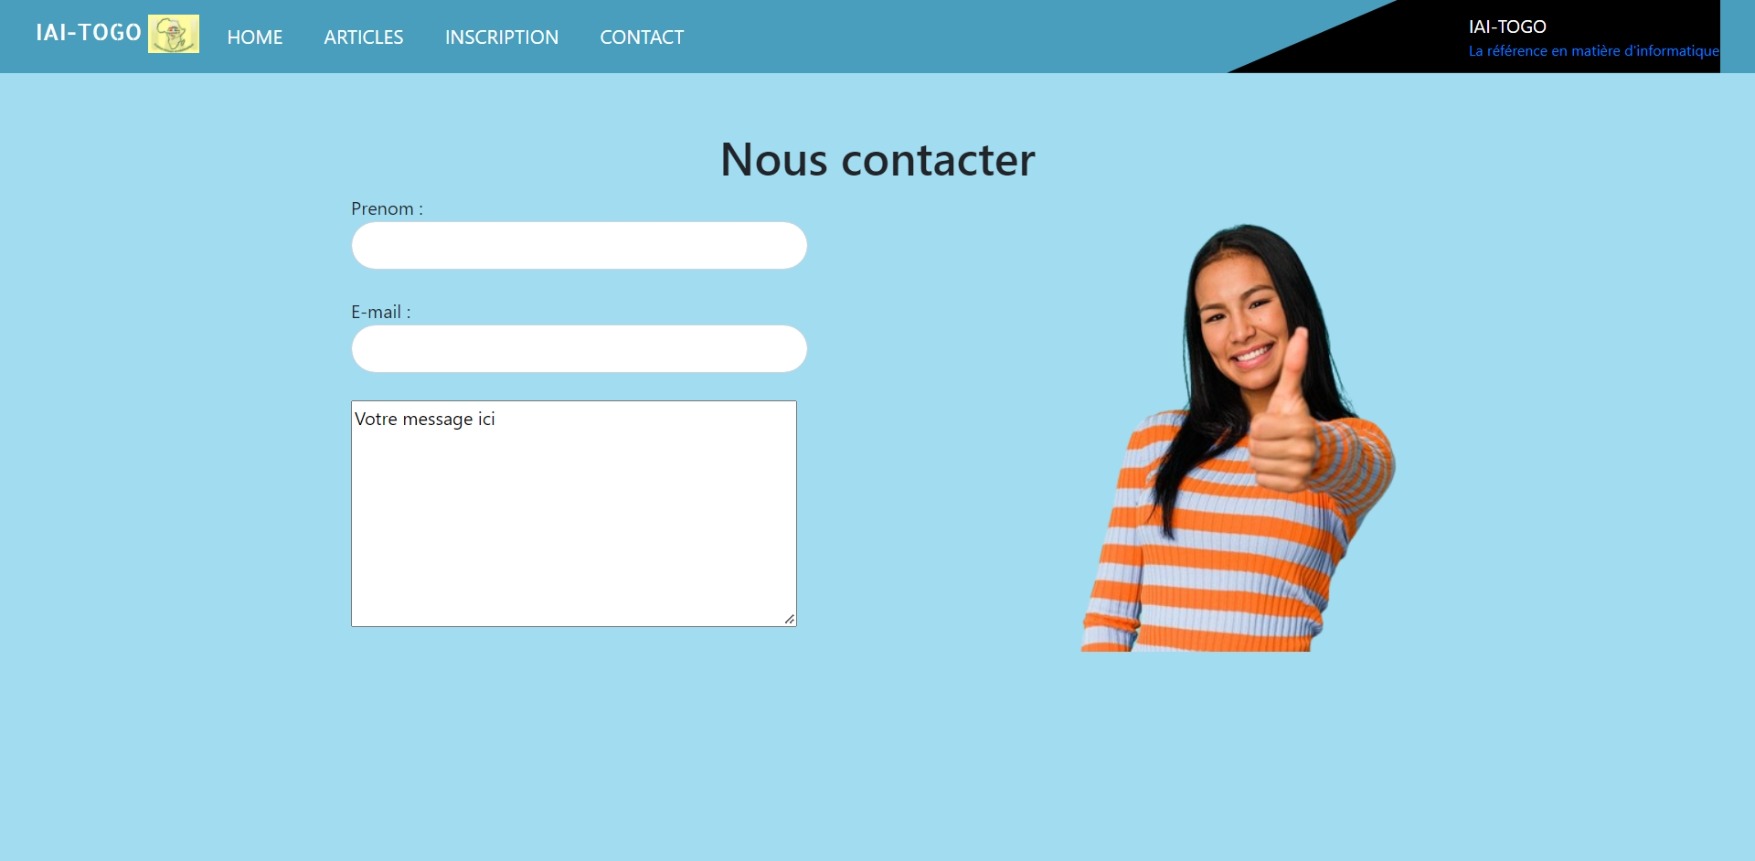 IAI-TOGO
HOME
ARTICLES
INSCRIPTION
CONTACT
IAI-TOGO
La référence en matière d'informatique
Nous contacter
Prenom :
E-mail :
Votre message ici